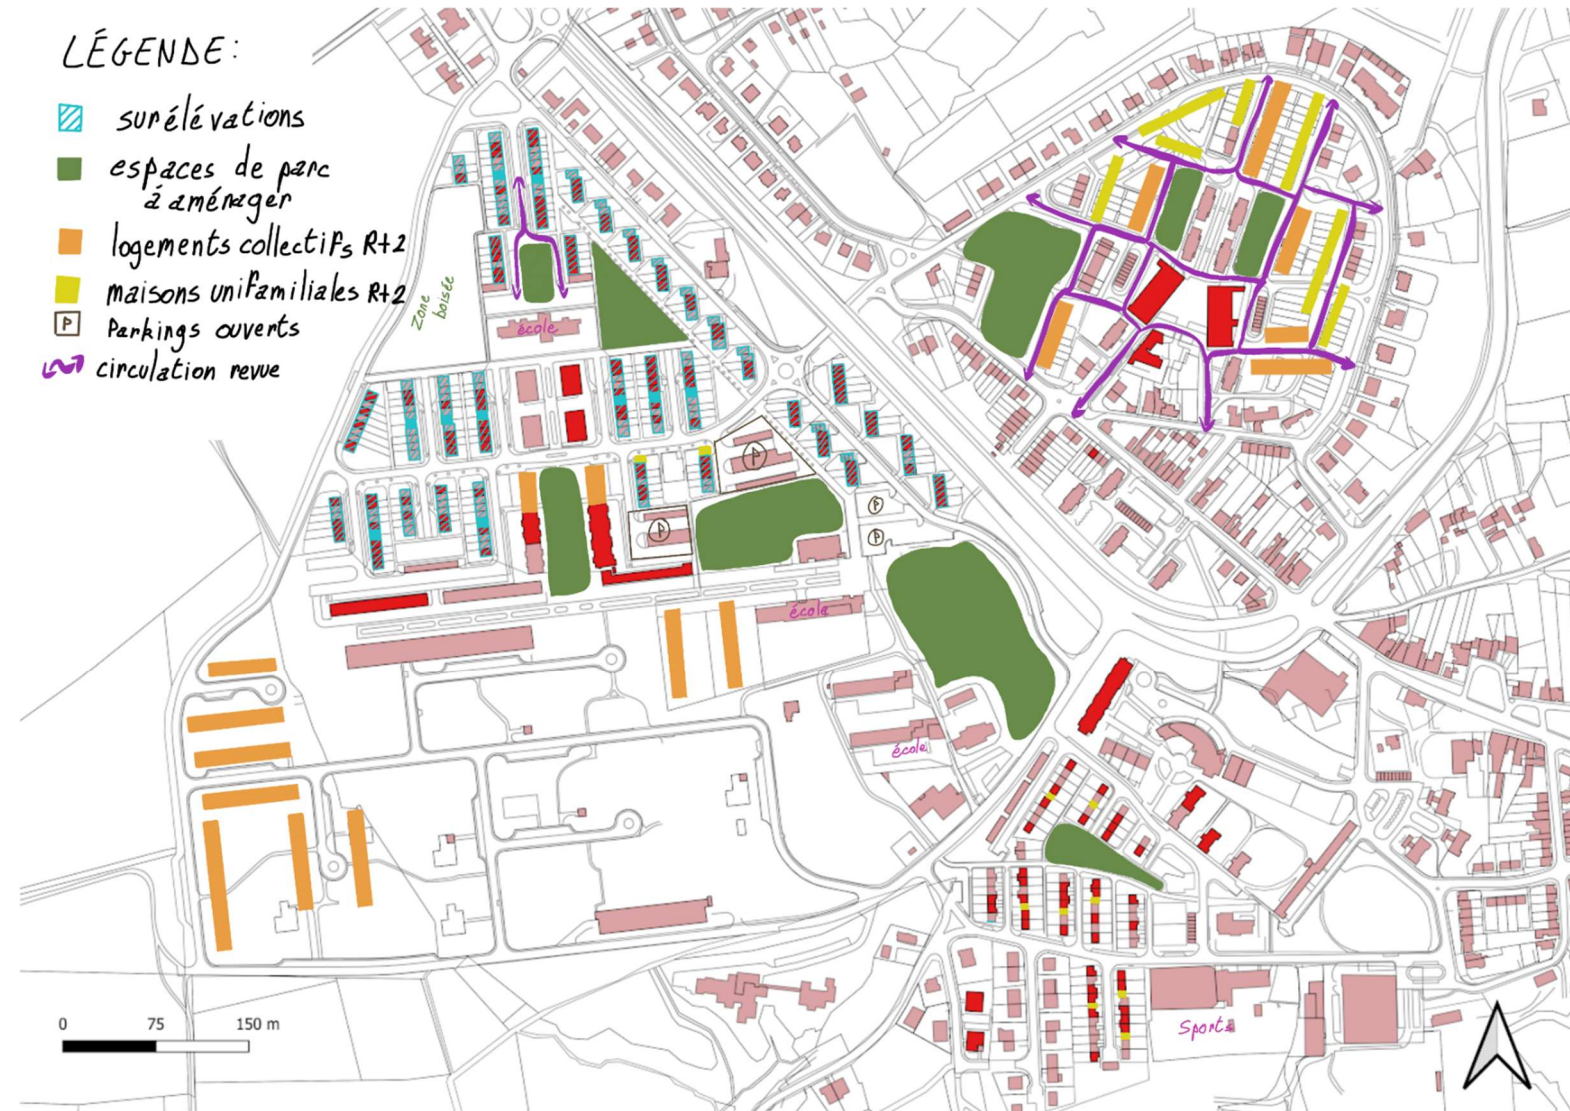 LÉGENDE:
surélévations
espaces de parc
à aménager
logements collectifs R+2
maisons unifamiliales R+2
P Parkings ouverts
circulation revue
Zone
boisée
école
P
P
P
P
école
école
Sports
0 75 150 m